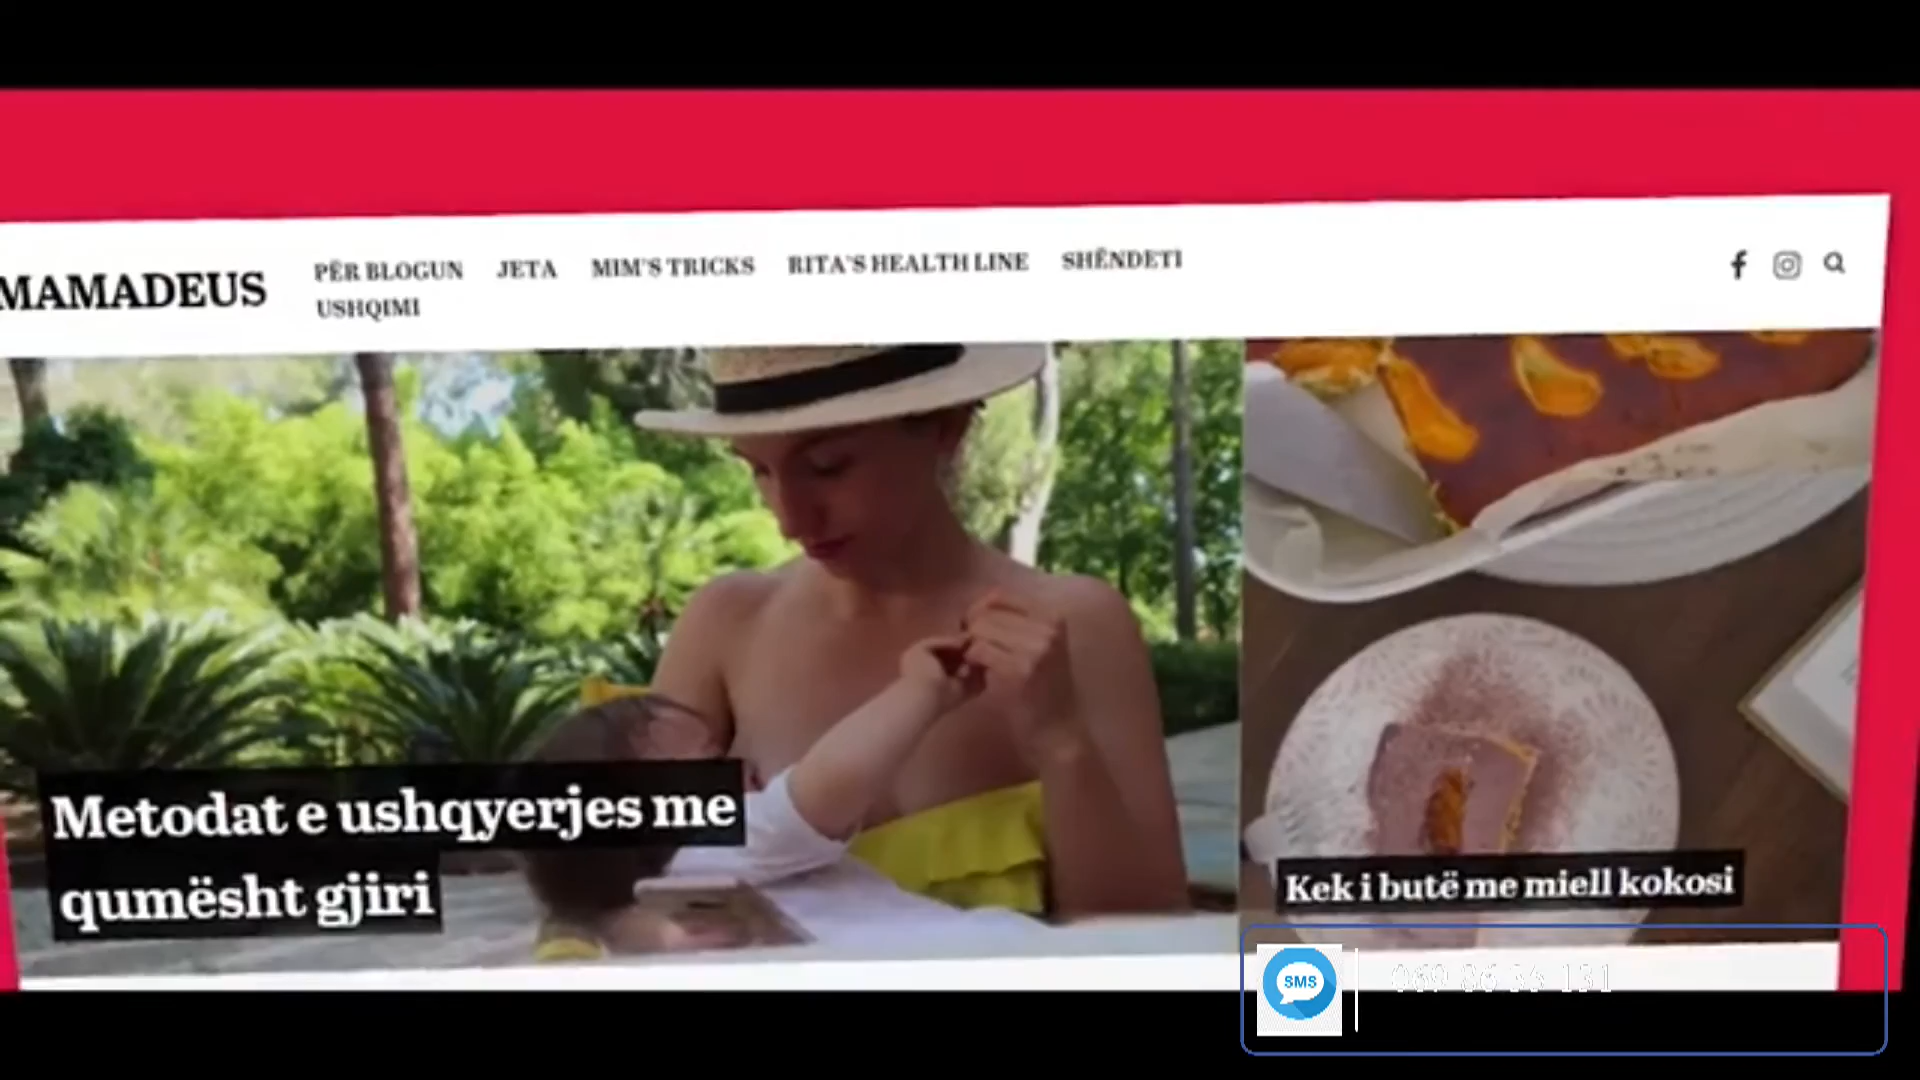 MAMADEUS
PËR BLOGUN JETA MIM'S TRICKS RITA'S HEALTH LINE SHËNDETI
USHQIMI
Metodat e ushqyerjes me
qumësht gjiri
Kek i butë me miell kokosi
SMS